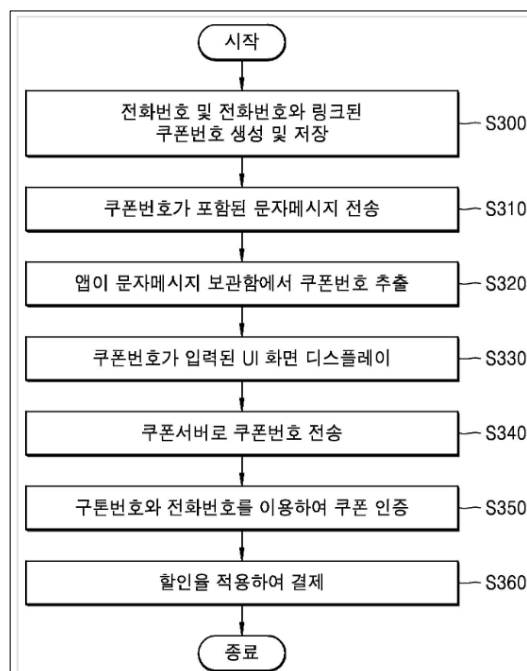 시작
전화번호 및 전화번호와 링크된
쿠폰번호 생성 및 저장
S300
쿠폰번호가 포함된 문자메시지 전송
S310
앱이 문자메시지 보관함에서 쿠폰번호 추출
S320
쿠폰번호가 입력된 UI 화면 디스플레이
S330
쿠폰서버로 쿠폰번호 전송
S340
구톤번호와 전화번호를 이용하여 쿠폰 인증
S350
할인율 적용하여 결제
S360
종료